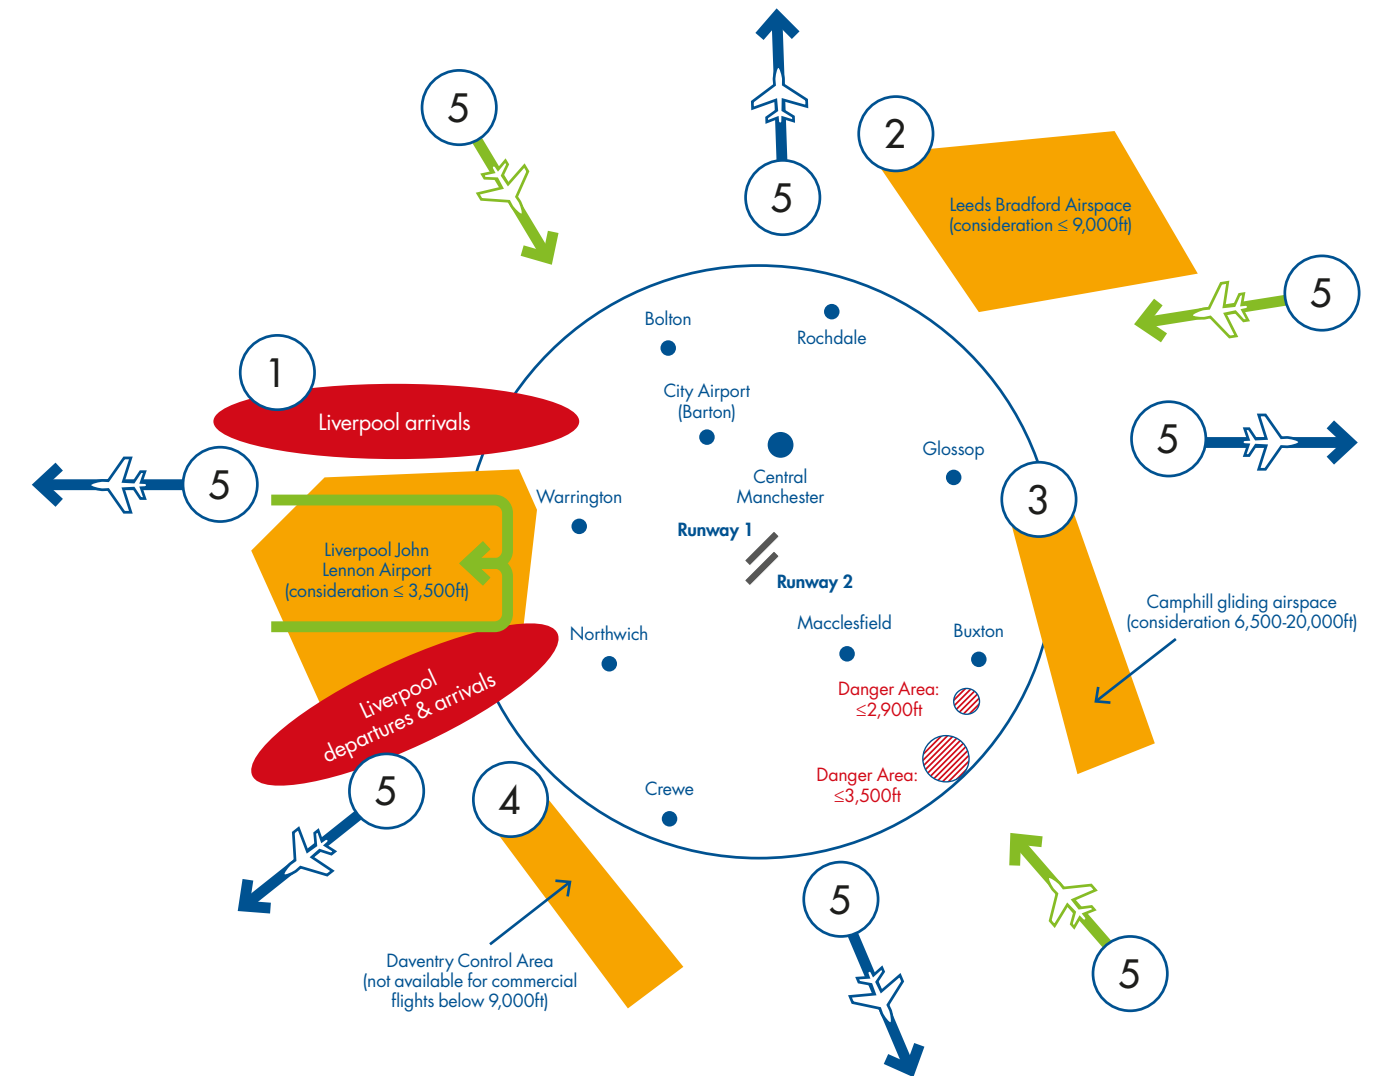 5
5
2
Leeds Bradford Airspace
(consideration ≤ 9,000ft)
5
Bolton
Rochdale
1
Liverpool arrivals
City Airport
(Barton)
Central
Manchester
Glossop
5
5
3
Warrington
Runway 1
Runway 2
Liverpool John
Lennon Airport
(consideration ≤ 3,500ft)
Camphill gliding airspace
(consideration 6,500-20,000ft)
Northwich
Macclesfield
Buxton
Liverpool
departures & arrivals
Danger Area:
≤2,900ft
Danger Area:
≤3,500ft
5
4
Crewe
5
5
Daventry Control Area
(not available for commercial
flights below 9,000ft)